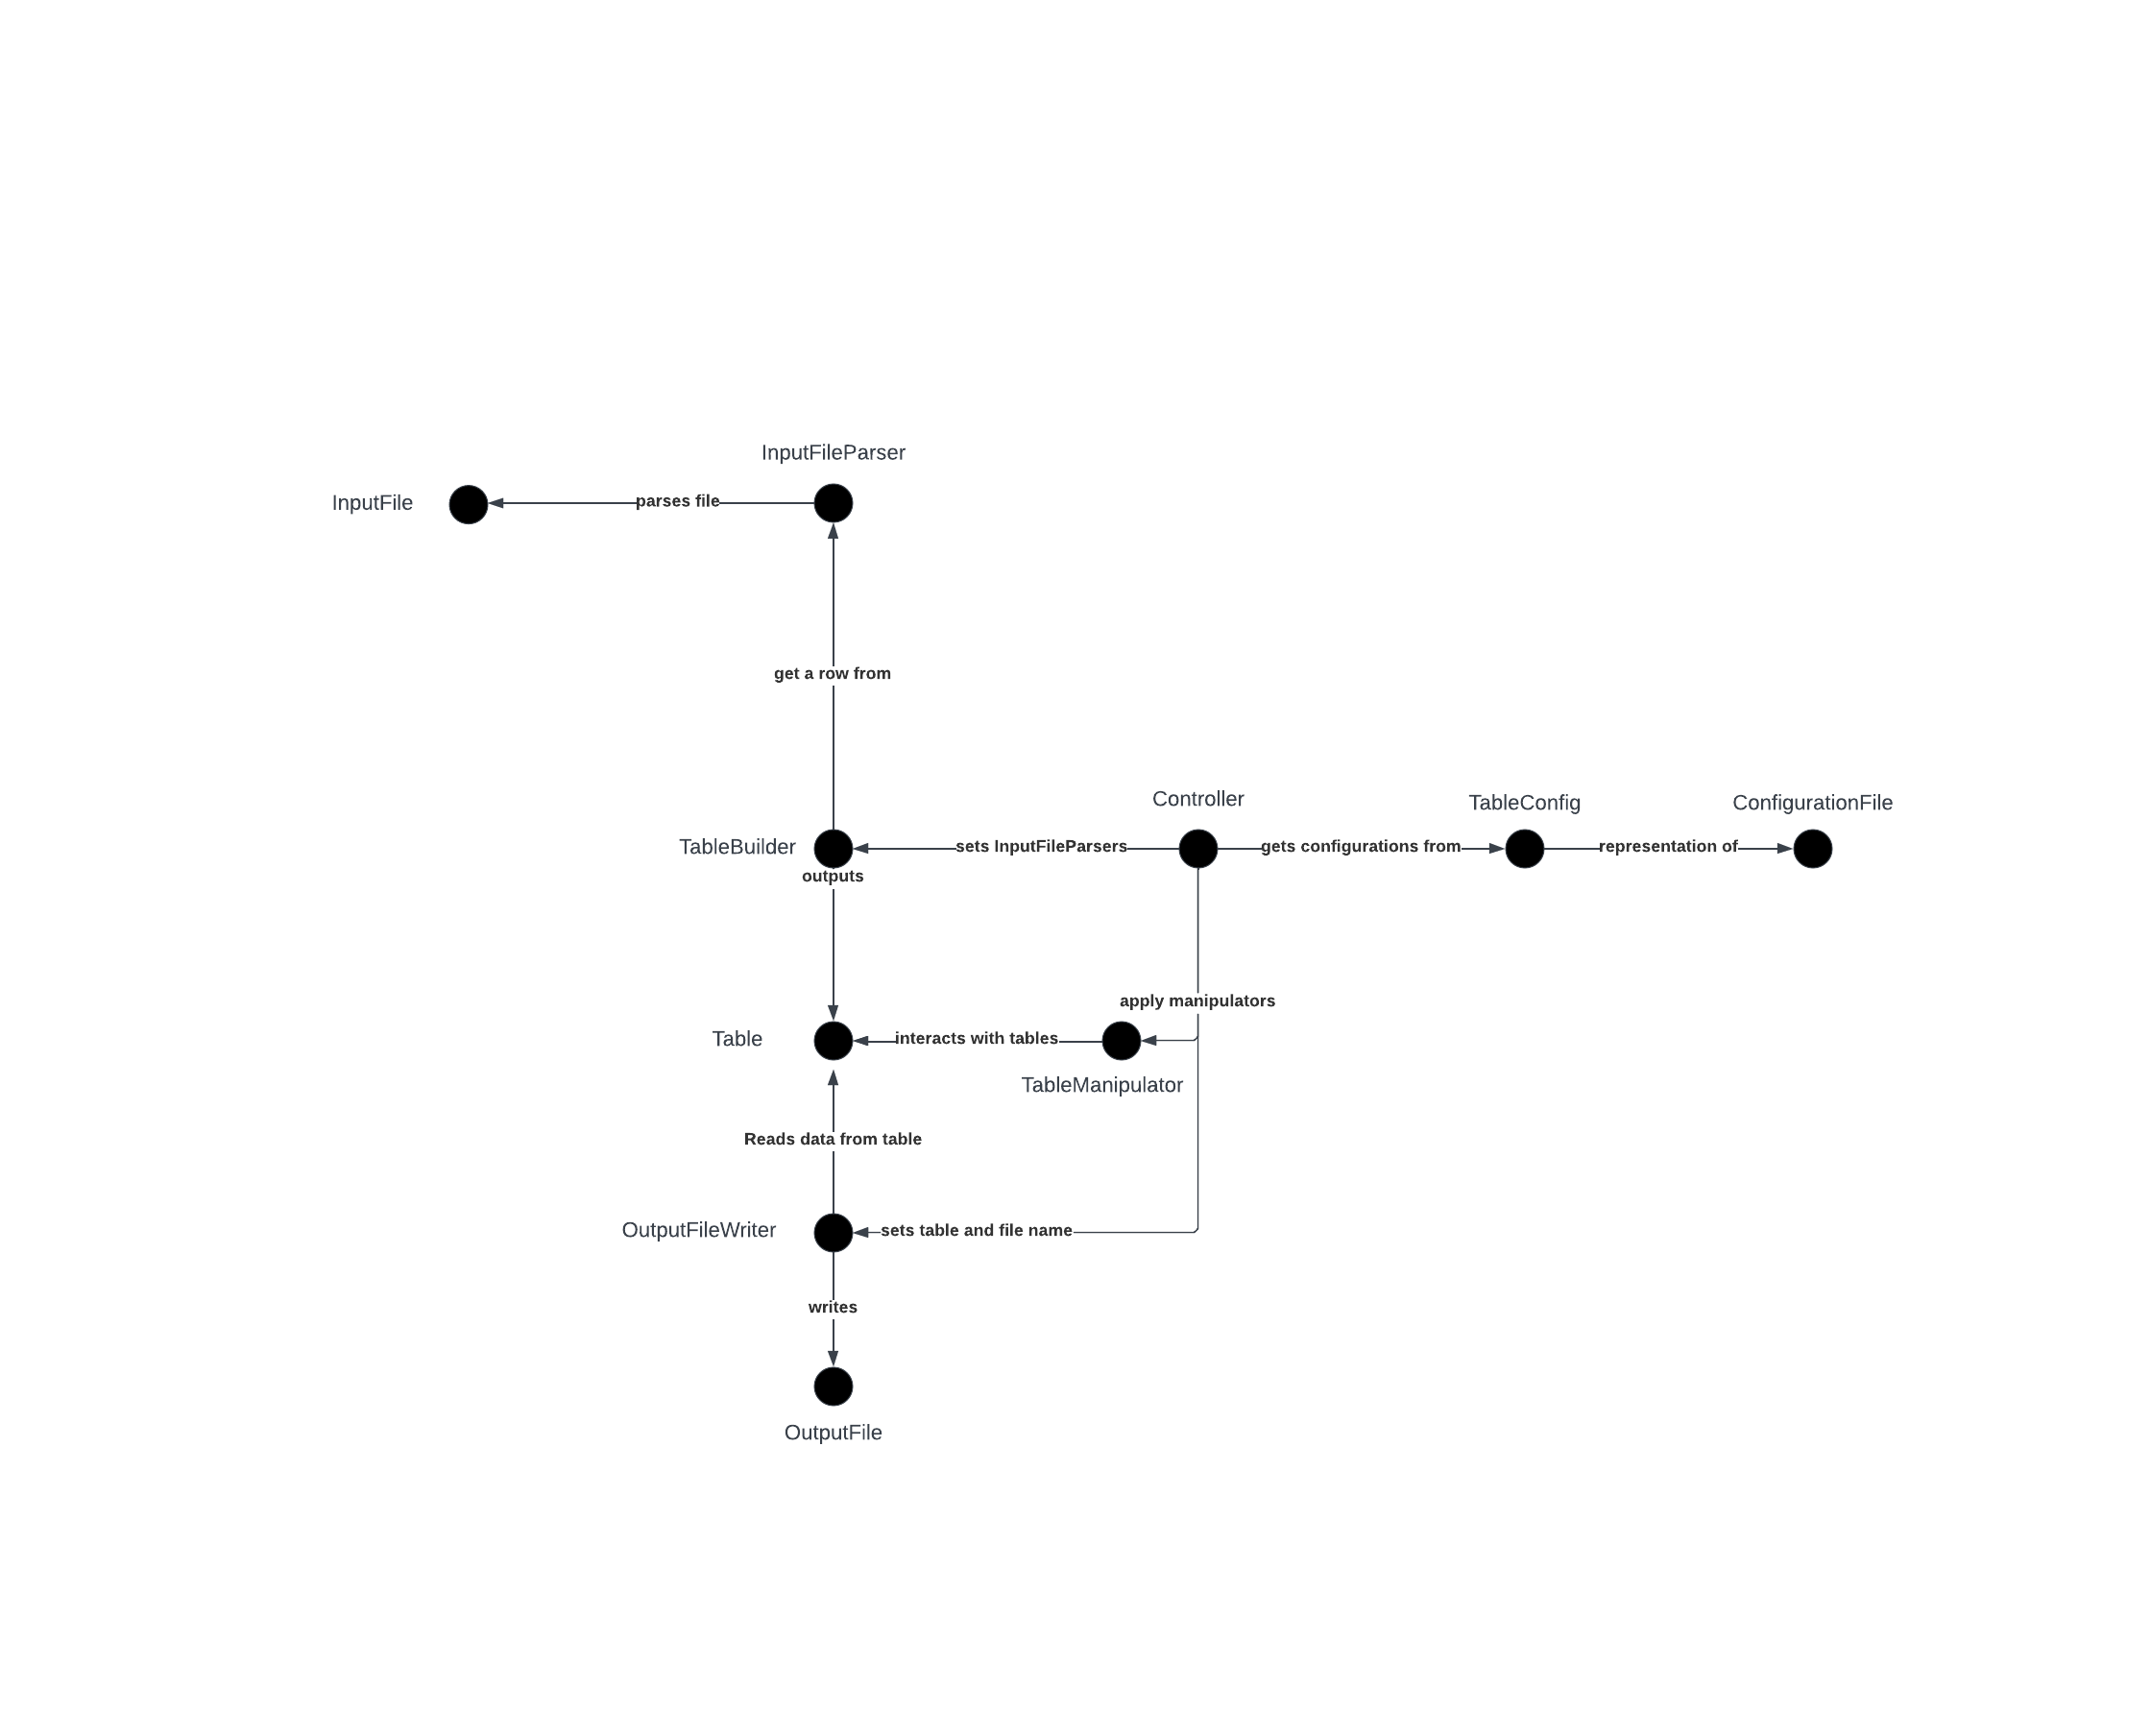 InputFileParser
InputFile
parses file
get a row from
Controller
TableConfig
ConfigurationFile
TableBuilder
sets InputFileParsers
gets configurations from
representation of
outputs
apply manipulators
Table
interacts with tables
TableManipulator
Reads data from table
OutputFileWriter
sets table and file name
writes
OutputFile